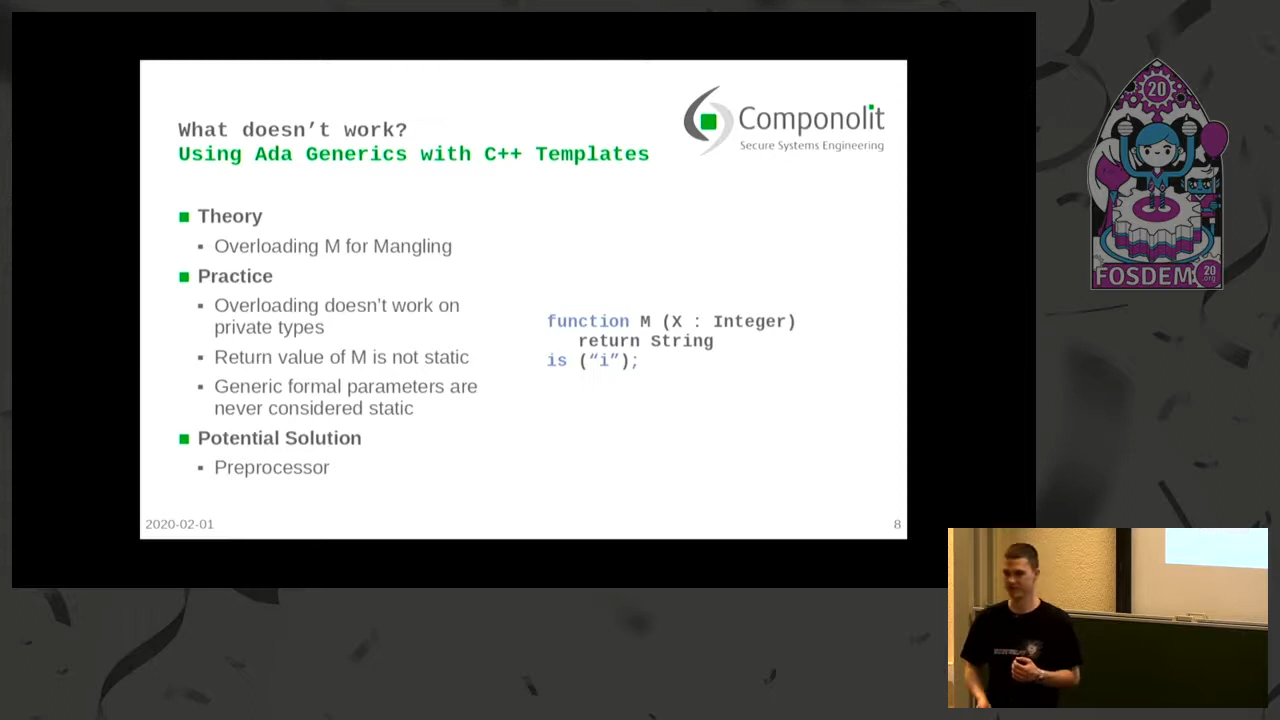 What doesn't work?
Using Ada Generics with C++ Templates
Componolit
Secure Systems Engineering
Theory
Overloading M for Mangling
Practice
Overloading doesn't work on
private types
Return value of M is not static
Generic formal parameters are
never considered static
Potential Solution
Preprocessor
function M (X : Integer)
return String
is (“i”);
2020-02-01
8
20
FOSDEM
20
.org